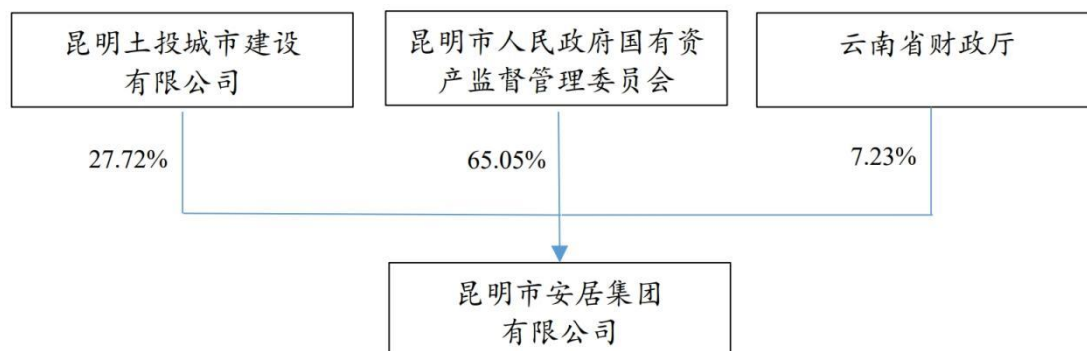 昆明土投城市建设
有限公司
昆明市人民政府国有资
产监督管理委员会
云南省财政厅
27.72%
65.05%
7.23%
昆明市安居集团
有限公司